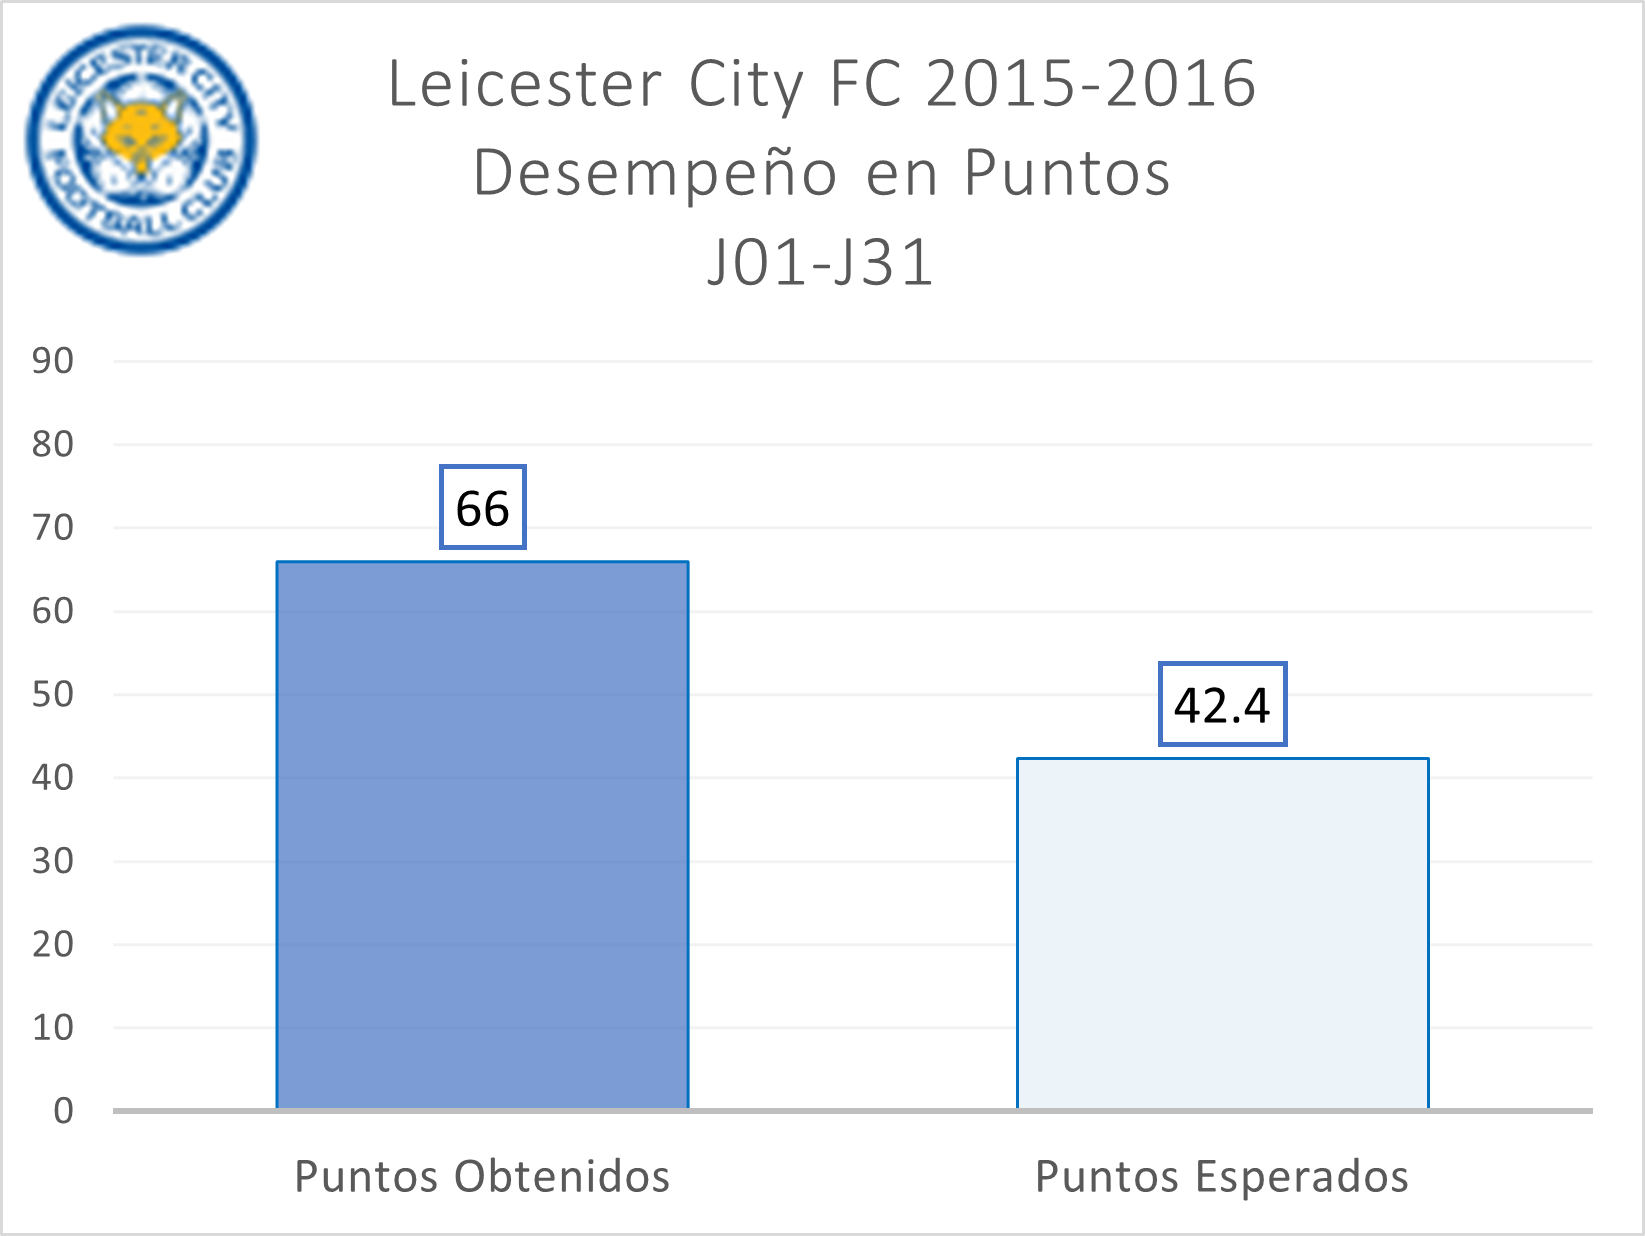 LEICESTER CITY
FOOTBALL CLUB
Leicester City FC 2015-2016
Desempeño en Puntos
J01-J31
90
80
70
60
50
40
30
20
10
0
66
42.4
Puntos Obtenidos
Puntos Esperados